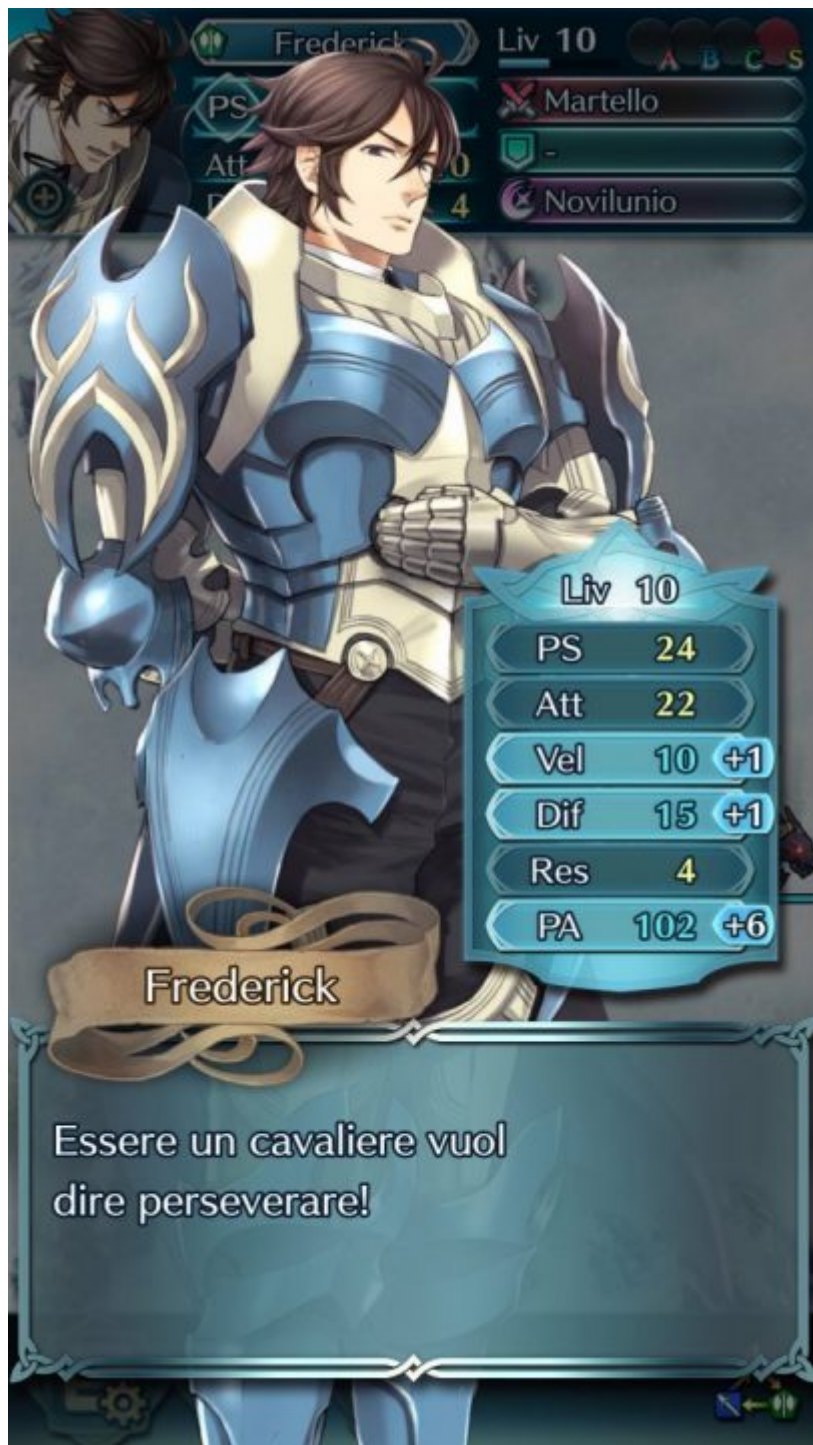 Frederick
Liv 10
A B C S
PS
Martello
Att 0
-
4
Novilunio
Liv 10
PS 24
Att 22
Vel 10 +1
Dif 15 +1
Res 4
PA 102 +6
Frederick
Essere un cavaliere vuol
dire perseverare!